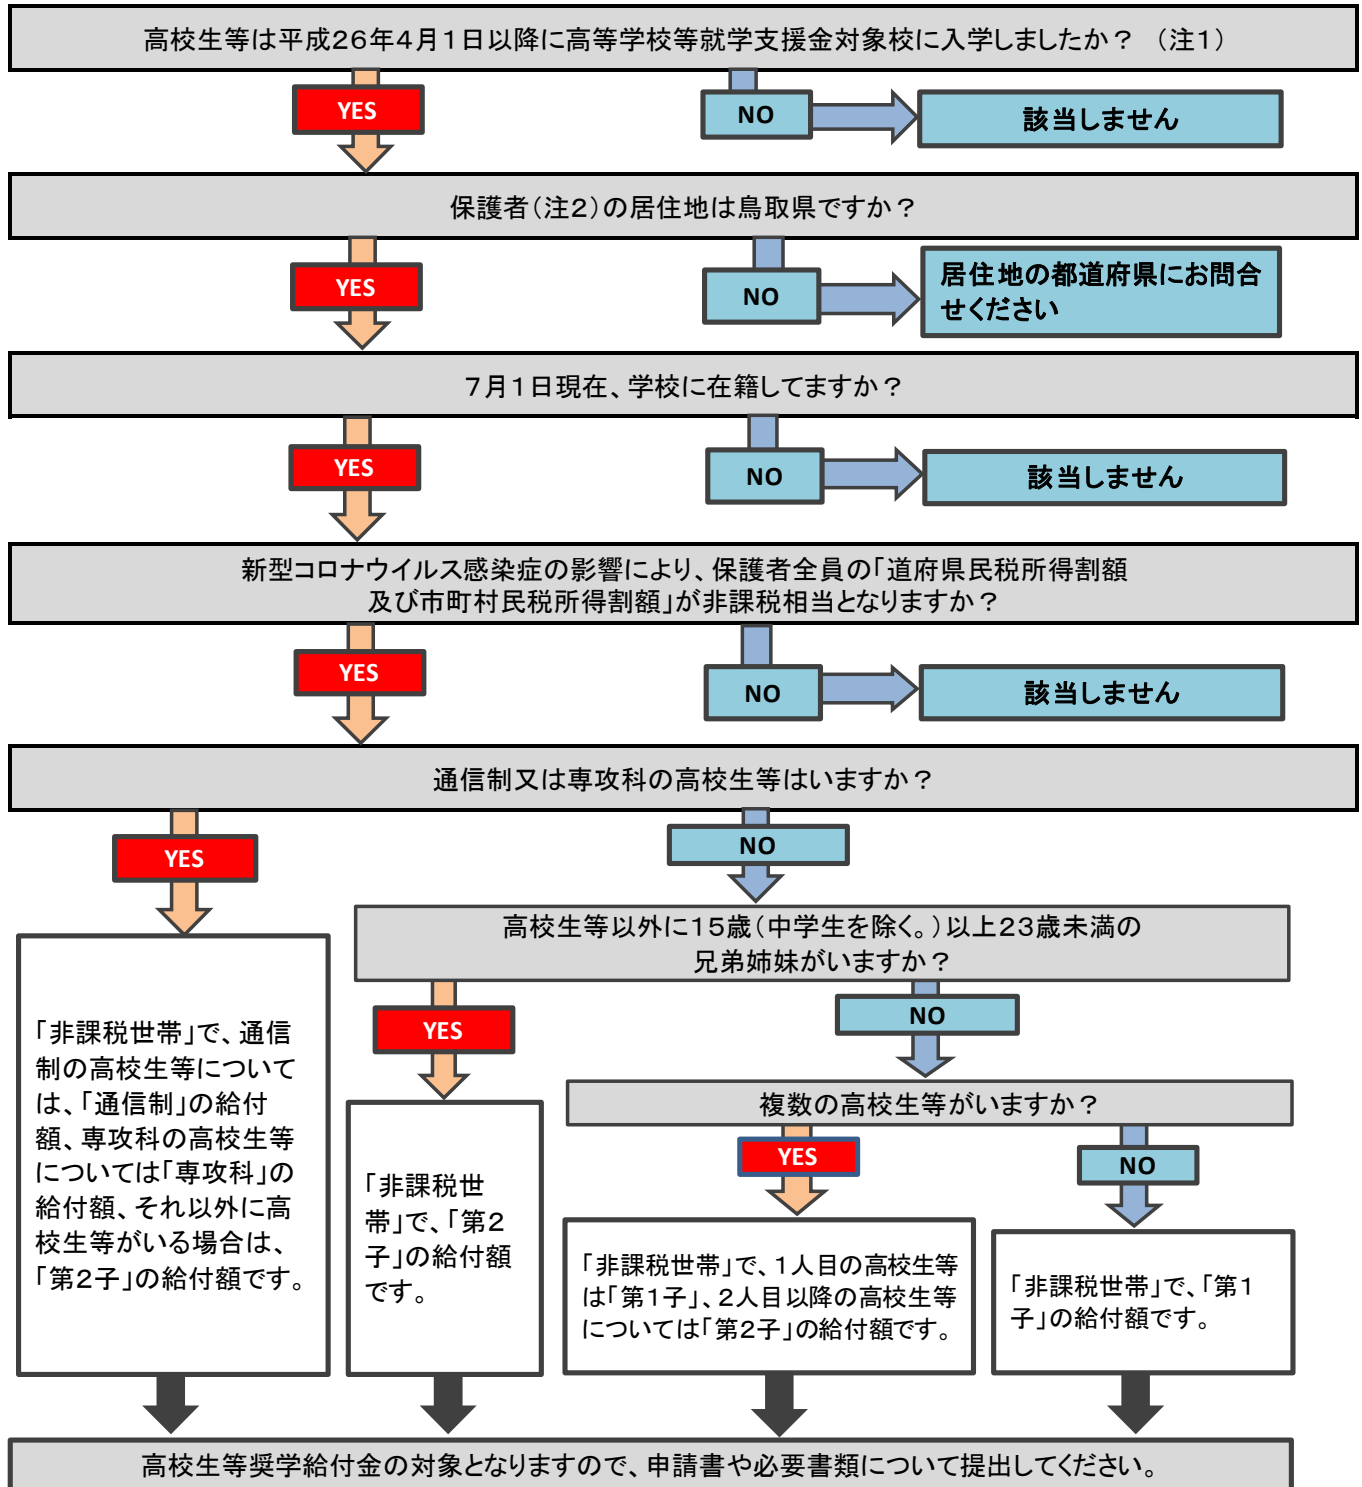 高校生等は平成26年4月1日以降に高等学校等就学支援金対象校に入学しましたか？　（注1）
YES
NO
該当しません
保護者（注2）の居住地は鳥取県ですか？
YES
NO
居住地の都道府県にお問合
せください
7月1日現在、学校に在籍してますか？
YES
NO
該当しません
新型コロナウイルス感染症の影響により、保護者全員の「道府県民税所得割額
及び市町村民税所得割額」が非課税相当となりますか？
YES
NO
該当しません
通信制又は専攻科の高校生等はいますか？
YES
NO
高校生等以外に15歳（中学生を除く。）以上23歳未満の
兄弟姉妹がいますか？
YES
NO
複数の高校生等がいますか？
YES
NO
「非課税世帯」で、通信
制の高校生等について
は、「通信制」の給付
額、専攻科の高校生等
については「専攻科」の
給付額、それ以外に高
校生等がいる場合は、
「第2子」の給付額です。
「非課税世
帯」で、「第2
子」の給付額
です。
「非課税世帯」で、1人目の高校生等
は「第1子」、2人目以降の高校生等
については「第2子」の給付額です。
「非課税世帯」で、「第1
子」の給付額です。
高校生等奨学給付金の対象となりますので、申請書や必要書類について提出してください。